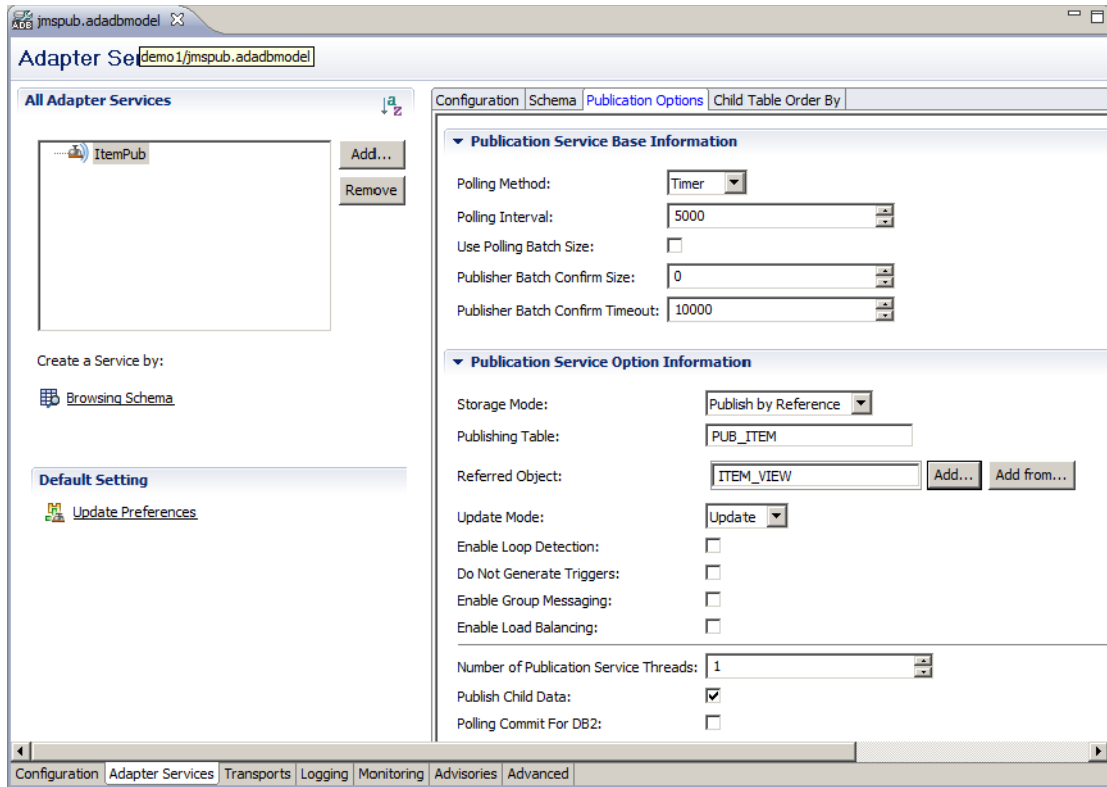 jmspub.adadbmodel
Adapter Ser
demo1/jmspub.adadbmodel
All Adapter Services
ItemPub
Add...
Remove
Create a Service by:
Browsing Schema
Default Setting
Update Preferences
Configuration Schema Publication Options Child Table Order By
Publication Service Base Information
Polling Method: Timer
Polling Interval: 5000
Use Polling Batch Size:
Publisher Batch Confirm Size: 0
Publisher Batch Confirm Timeout: 10000
Publication Service Option Information
Storage Mode: Publish by Reference
Publishing Table: PUB_ITEM
Referred Object: ITEM_VIEW Add... Add from...
Update Mode: Update
Enable Loop Detection:
Do Not Generate Triggers:
Enable Group Messaging:
Enable Load Balancing:
Number of Publication Service Threads: 1
Publish Child Data:
Polling Commit For DB2:
Configuration Adapter Services Transports Logging Monitoring Advisories Advanced